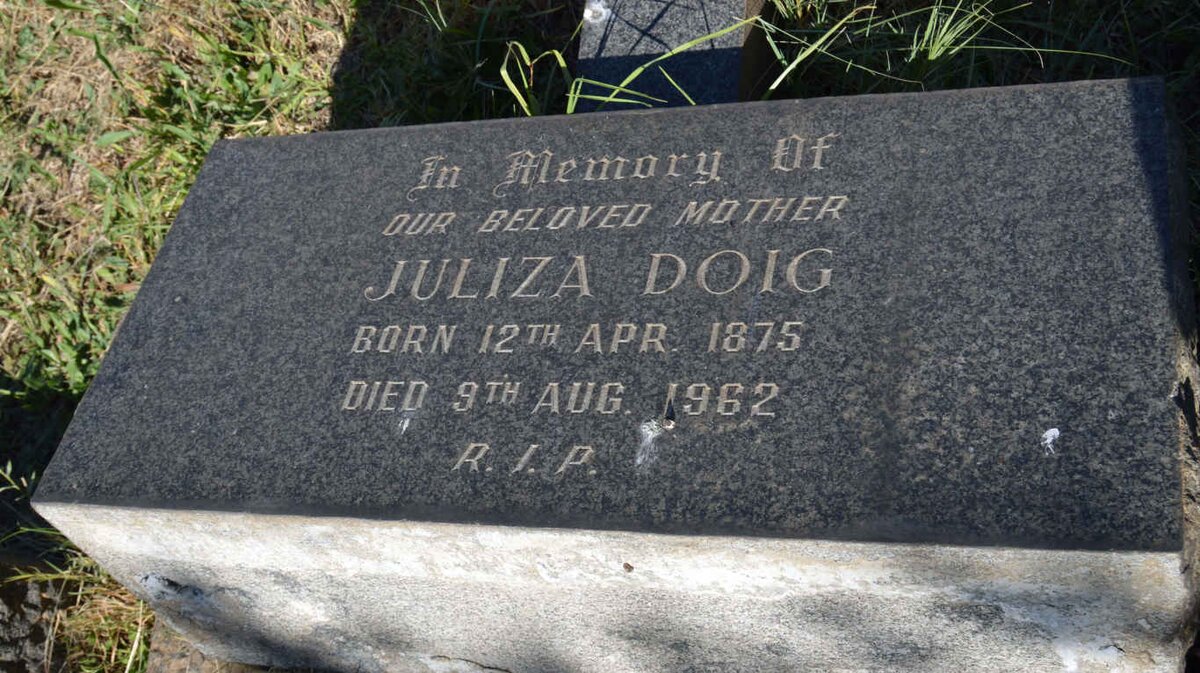 In Memory Of
OUR BELOVED MOTHER
JULIZA DOIG
BORN 12TH APR. 1875
DIED 9TH AUG. 1962
R.I.P.